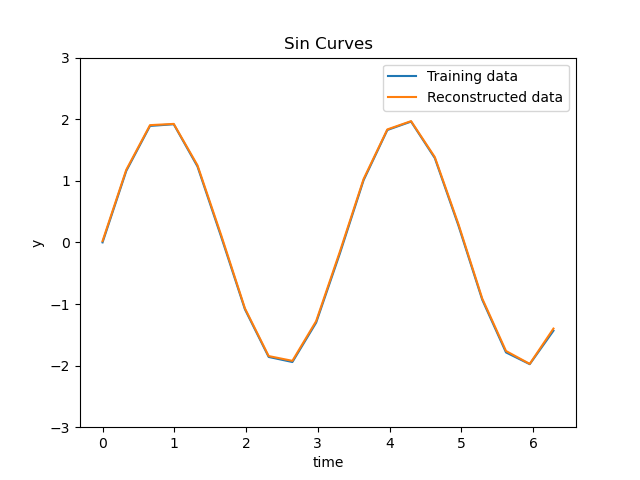 Sin Curves
Training data
Reconstructed data
3
2
1
0
−1
−2
−3
y
0 1 2 3 4 5 6
time